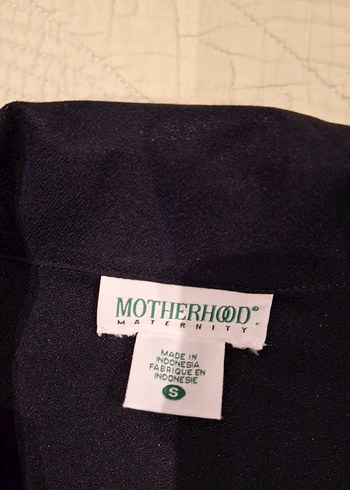 MOTHERHOOD®
MATERNITY
MADE IN
INDONESIA
FABRIQUE EN
INDONESIE
S